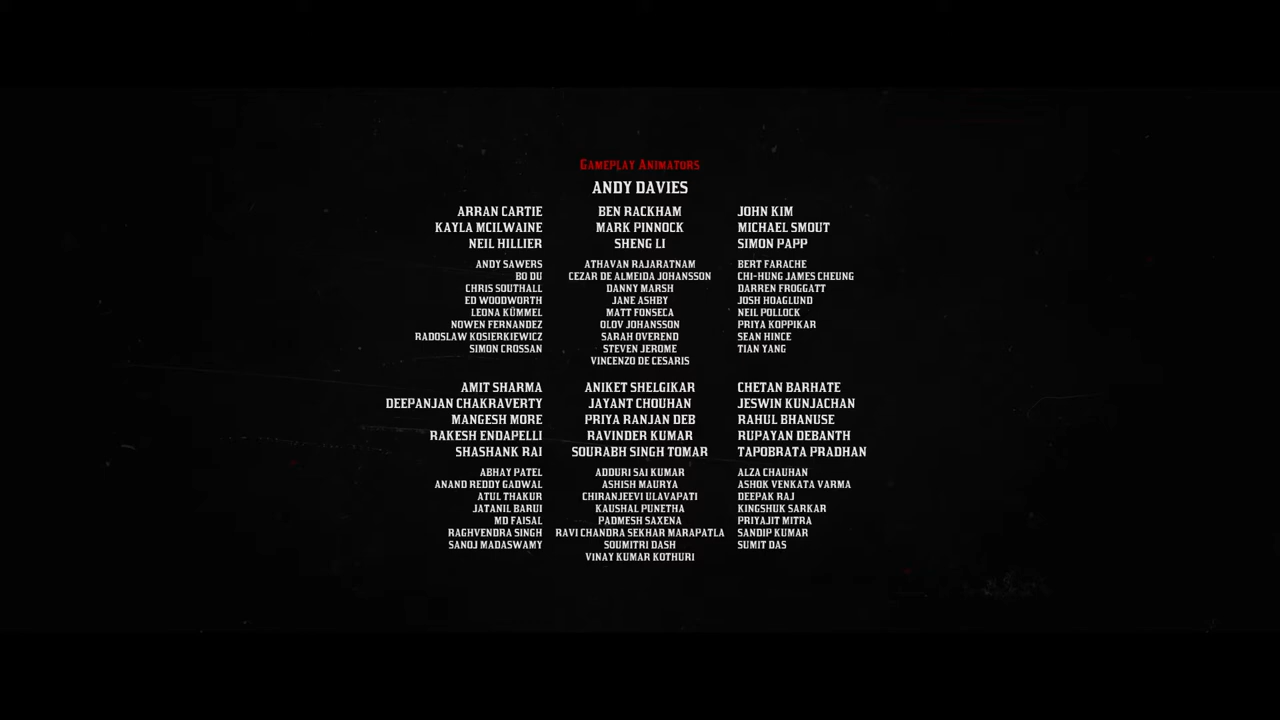 Gameplay Animators
ANDY DAVIES
ARRAN CARTIE BEN RACKHAM JOHN KIM
KAYLA MCILWAINE MARK PINNOCK MICHAEL SMOUT
NEIL HILLIER SHENG LI SIMON PAPP
ANDY SAWERS ATHAVAN RAJARATNAM BERT FARACHE
BO DU CEZAR DE ALMEIDA JOHANSSON CHI-HUNG JAMES CHEUNG
CHRIS SOUTHALL DANNY MARSH DARREN FROGGATT
ED WOODWORTH JANE ASHBY JOSH HOAGLUND
LEONA KÜMMEL MATT FONSECA NEIL POLLOCK
NOWEN FERNANDEZ OLOV JOHANSSON PRIYA KOPPIKAR
RADOSLAW KOSIERKIEWICZ SARAH OVEREND SEAN HINCE
SIMON CROSSAN STEVEN JEROME TIAN YANG
VINCENZO DE CESARIS
AMIT SHARMA ANIKET SHELGIKAR CHETAN BARHATE
DEEPANJAN CHAKRAVERTY JAYANT CHOUHAN JESWIN KUNJACHAN
MANGESH MORE PRIYA RANJAN DEB RAHUL BHANUSE
RAKESH ENDAPELLI RAVINDER KUMAR RUPAYAN DEBANTH
SHASHANK RAI SOURABH SINGH TOMAR TAPOBRATA PRADHAN
ABHAY PATEL ADDURI SAI KUMAR ALZA CHAUHAN
ANAND REDDY GADWAL ASHISH MAURYA ASHOK VENKATA VARMA
ATUL THAKUR CHIRANJEEVI ULAVAPATI DEEPAK RAJ
JATANIL BARUI KAUSHAL PUNETHA KINGSHUK SARKAR
MD FAISAL PADMESH SAXENA PRIYAJIT MITRA
RAGHVENDRA SINGH RAVI CHANDRA SEKHAR MARAPATLA SANDIP KUMAR
SANOJ MADASWAMY SOUMITRI DASH SUMIT DAS
VINAY KUMAR KOTHURI